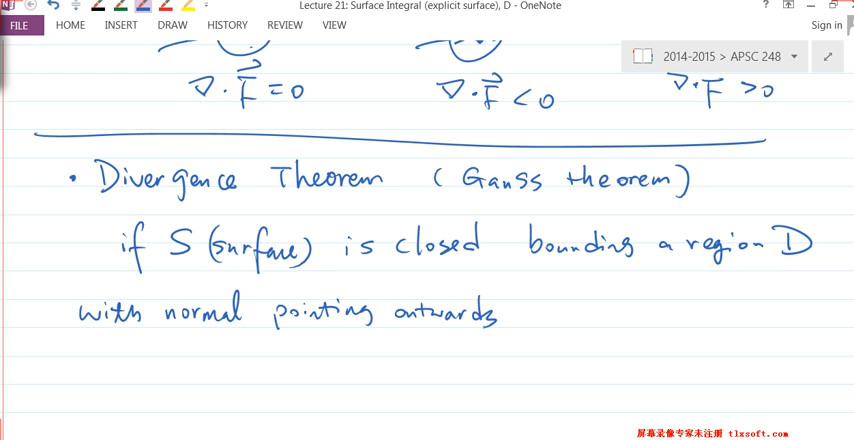 Lecture 21: Surface Integral (explicit surface), D - OneNote
FILE HOME INSERT DRAW HISTORY REVIEW VIEW Sign in
2014-2015 > APSC 248
∇·F⃗ = 0 ∇·F⃗ < 0 ∇·F > 0
• Divergence Theorem (Gauss theorem)
if S (surface) is closed bounding a region D
with normal pointing outwards
屏幕录像专家未注册 tlxsoft.com